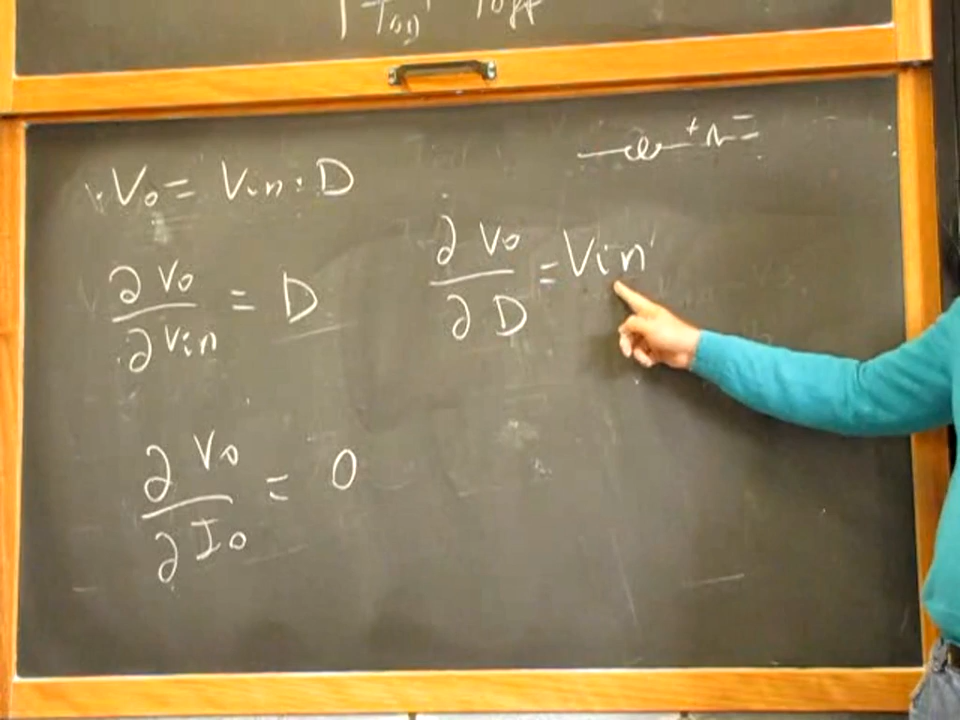 Ton Toff
Vo = Vin · D
∂Vo/∂Vin = D
∂Vo/∂D = Vin
∂Vo/∂Io = 0